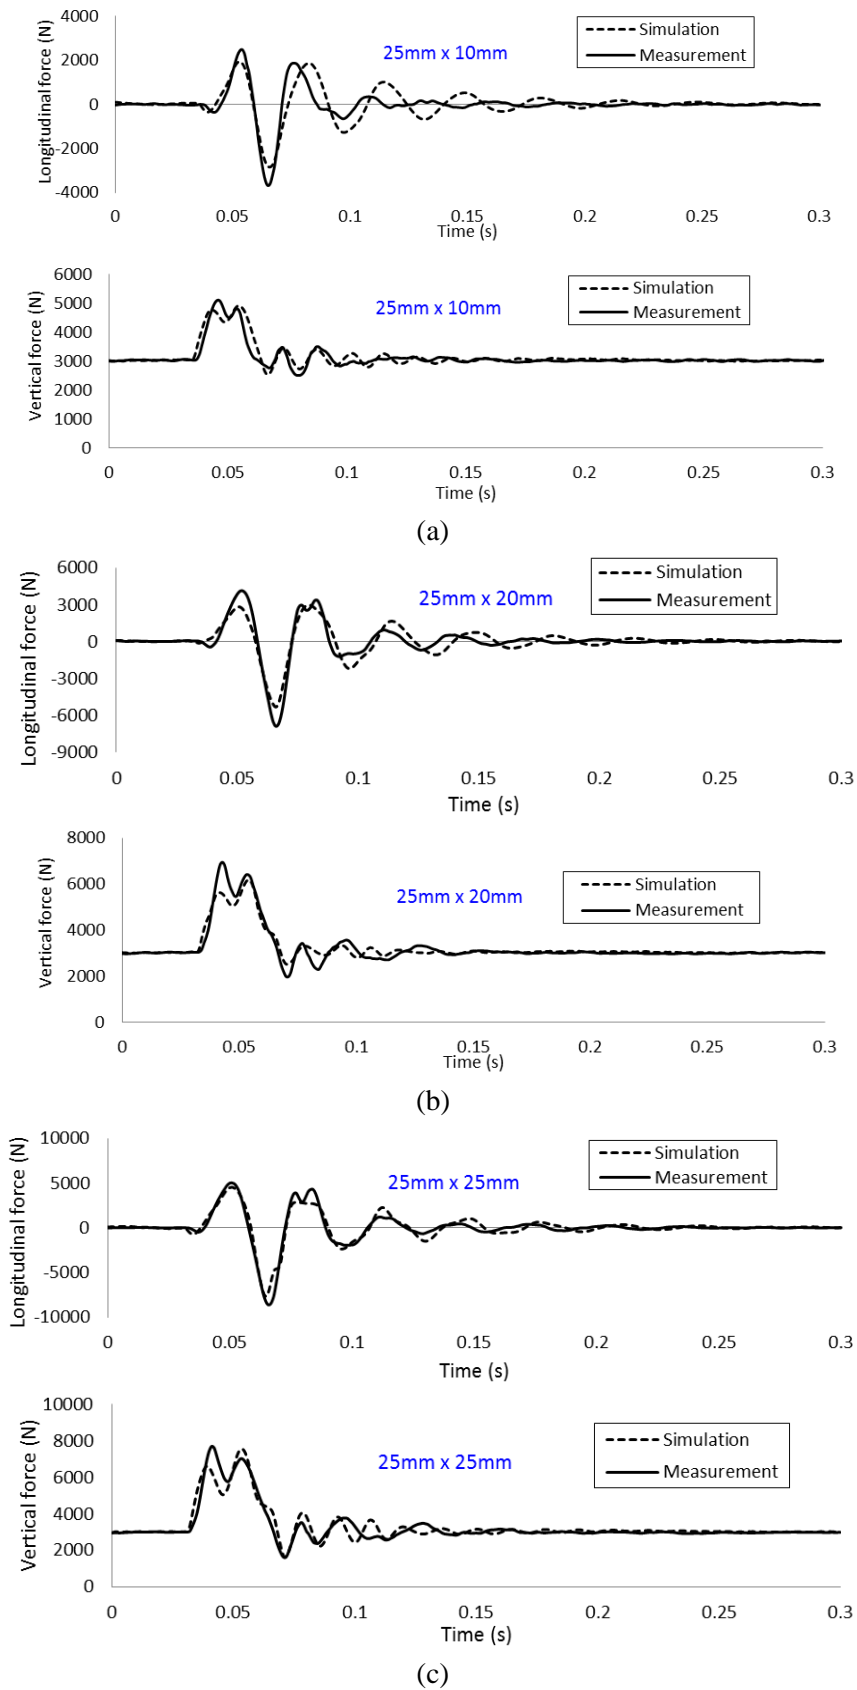 Longitudinal force (N)
4000
2000
0
-2000
-4000
25mm x 10mm
Simulation
Measurement
0 0.05 0.1 0.15 0.2 0.25 0.3
Time (s)
Vertical force (N)
6000
5000
4000
3000
2000
1000
0
25mm x 10mm
Simulation
Measurement
0 0.05 0.1 0.15 0.2 0.25 0.3
Time (s)
(a)
Longitudinal force (N)
6000
3000
0
-3000
-6000
-9000
25mm x 20mm
Simulation
Measurement
0 0.05 0.1 0.15 0.2 0.25 0.3
Time (s)
Vertical force (N)
8000
6000
4000
2000
0
25mm x 20mm
Simulation
Measurement
0 0.05 0.1 0.15 0.2 0.25 0.3
Time (s)
(b)
Longitudinal force (N)
10000
5000
0
-5000
-10000
25mm x 25mm
Simulation
Measurement
0 0.05 0.1 0.15 0.2 0.25 0.3
Time (s)
Vertical force (N)
10000
8000
6000
4000
2000
0
25mm x 25mm
Simulation
Measurement
0 0.05 0.1 0.15 0.2 0.25 0.3
Time (s)
(c)